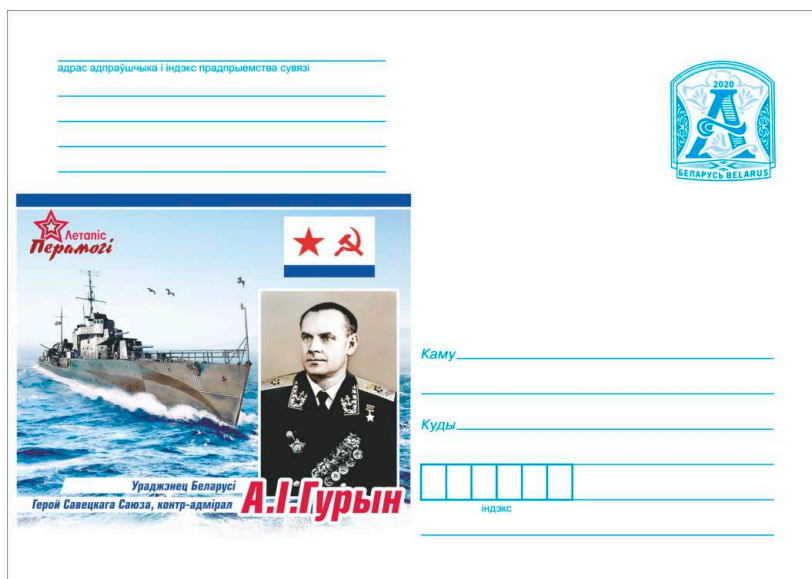 адрас адпраўшчыка і індэкс прадпрыемства сувязі
2020
А
БЕЛАРУСЬ BELARUS
Летапіс
Перамогі
Ураджэнец Беларусі
Герой Савецкага Саюза, контр-адмірал
А.І.Гурын
Каму
Куды
індэкс